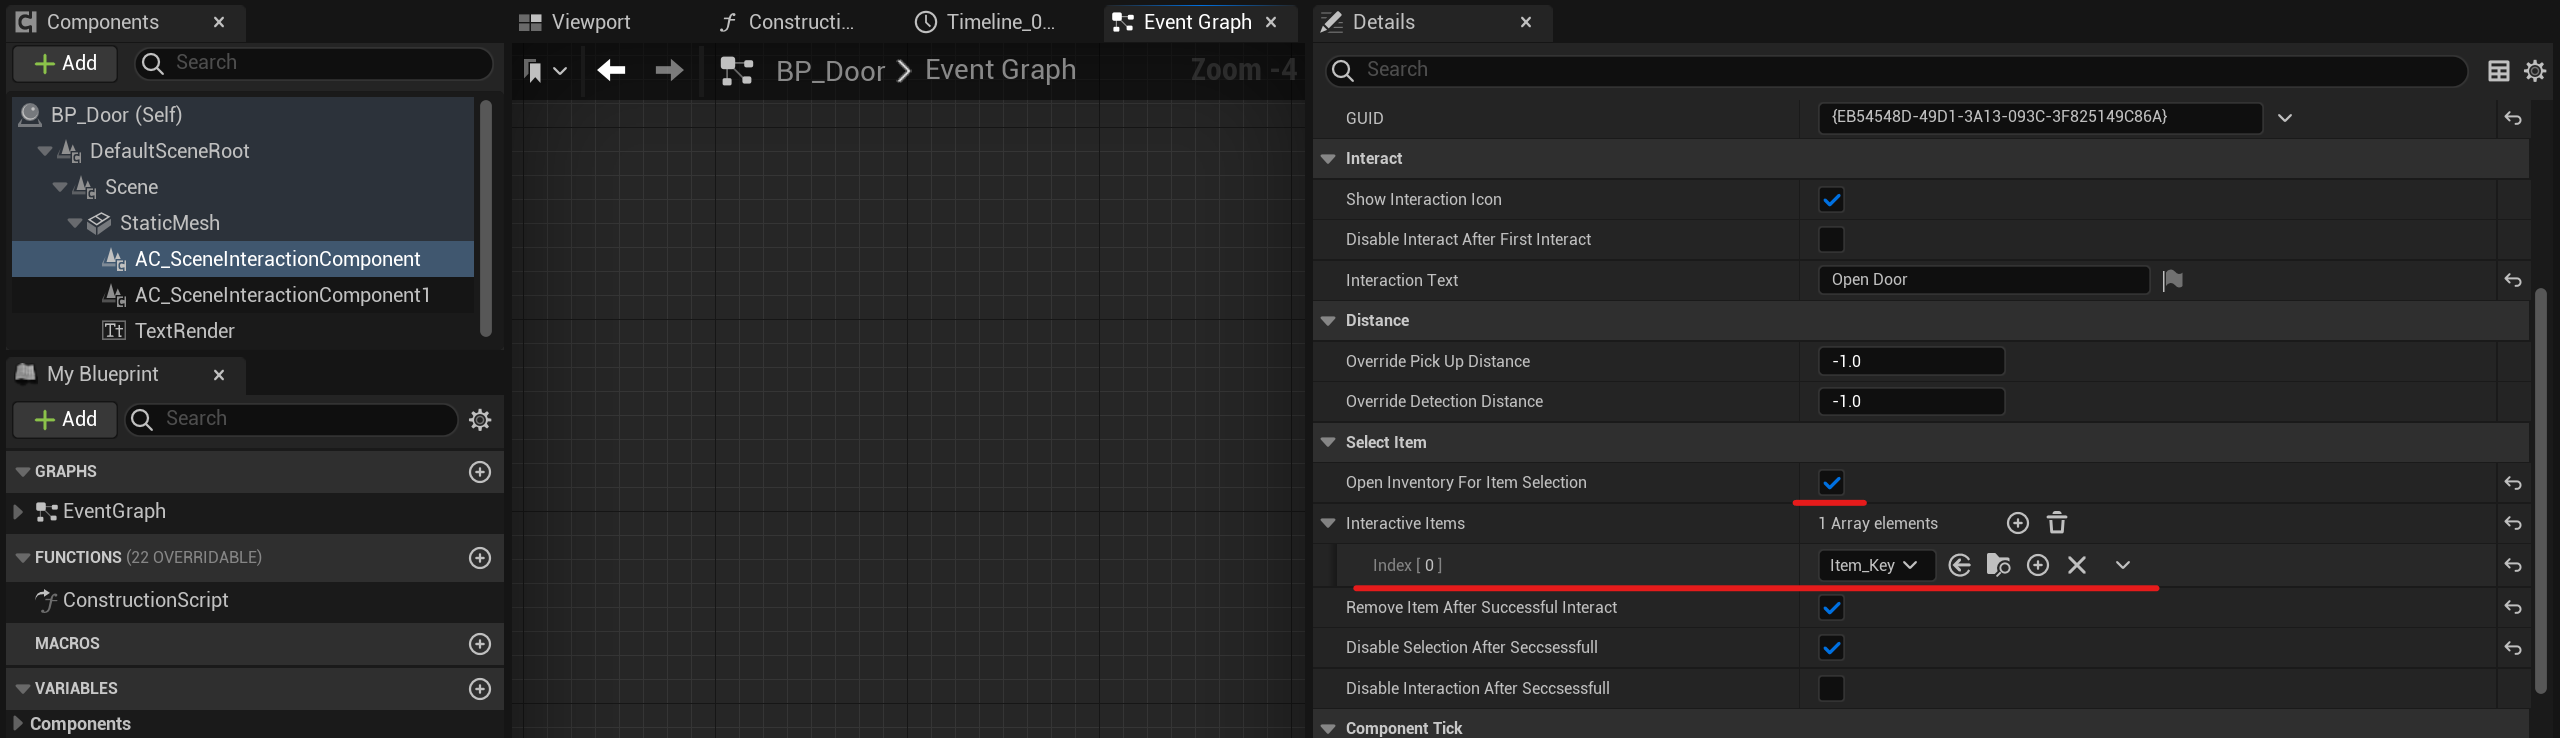 Components
Add
Search
BP_Door (Self)
DefaultSceneRoot
Scene
StaticMesh
AC_SceneInteractionComponent
AC_SceneInteractionComponent1
TextRender
My Blueprint
Add
Search
GRAPHS
EventGraph
FUNCTIONS (22 OVERRIDABLE)
ConstructionScript
MACROS
VARIABLES
Components
Viewport
Constructi...
Timeline_0...
Event Graph
BP_Door
Event Graph
Zoom -4
Details
Search
GUID
{EB54548D-49D1-3A13-093C-3F825149C86A}
Interact
Show Interaction Icon
Disable Interact After First Interact
Interaction Text
Open Door
Distance
Override Pick Up Distance
-1.0
Override Detection Distance
-1.0
Select Item
Open Inventory For Item Selection
Interactive Items
1 Array elements
Index [ 0 ]
Item_Key
Remove Item After Successful Interact
Disable Selection After Seccsessfull
Disable Interaction After Seccsessfull
Component Tick